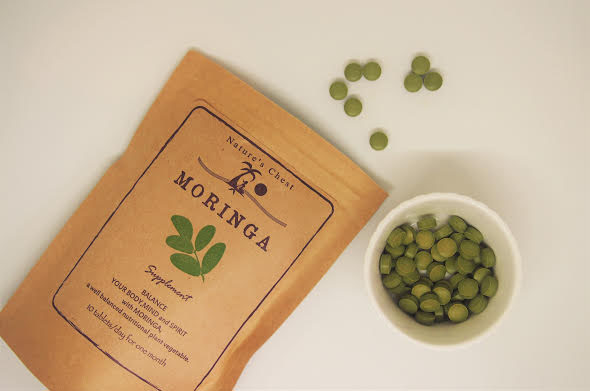 Nature's Chest
MORINGA
Supplement
BALANCE
YOUR BODY,MIND and SPIRIT
with MORINGA,
a well balanced nutritional plant vegetable.
10 tablets/day for one month